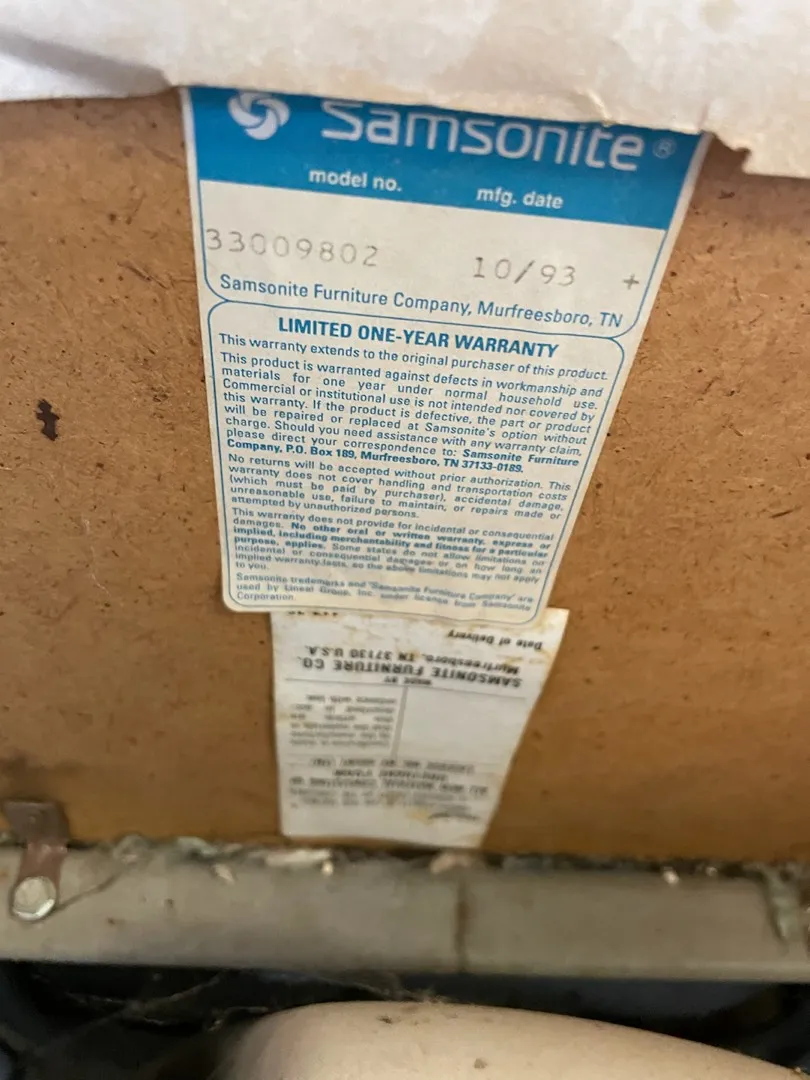 Samsonite®
model no. mfg. date
33009802 10/93 +
Samsonite Furniture Company, Murfreesboro, TN
LIMITED ONE-YEAR WARRANTY
This warranty extends to the original purchaser of this product.
This product is warranted against defects in workmanship and
materials for one year under normal household use.
Commercial or institutional use is not intended nor covered by
this warranty. If the product is defective, the part or product
will be repaired or replaced at Samsonite's option without
charge. Should you need assistance with any warranty claim,
please direct your correspondence to: Samsonite Furniture
Company, P.O. Box 189, Murfreesboro, TN 37133-0189.
No returns will be accepted without prior authorization. This
warranty does not cover handling and transportation costs
(which must be paid by purchaser), accidental damage,
unreasonable use, failure to maintain, or repairs made or
attempted by unauthorized persons.
This warranty does not provide for incidental or consequential
damages. No other oral or written warranty, express or
implied, including merchantability and fitness for a particular
purpose, applies. Some states do not allow limitations on
incidental or consequential damages or on how long an
implied warranty lasts, so the above limitations may not apply
to you.
Samsonite trademarks and "Samsonite Furniture Company" are
used by Lineal Group, Inc. under license from Samsonite
Corporation.
Date of Delivery
Murfreesboro, TN 37130 U.S.A.
SAMSONITE FURNITURE CO.
MADE BY